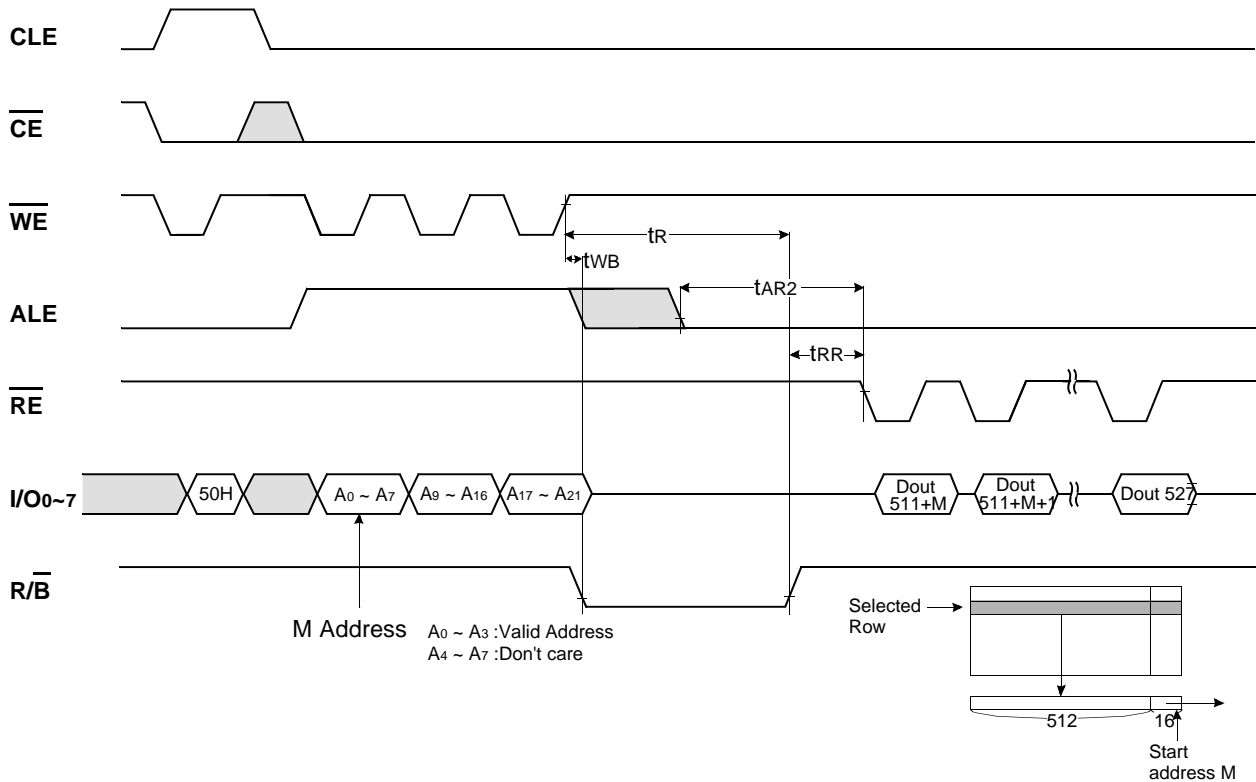 CLE
CE
WE
tR
tWB
ALE
tAR2
tRR
RE
I/O0~7
50H
A0 ~ A7
A9 ~ A16
A17 ~ A21
Dout
511+M
Dout
511+M+1
Dout 527
R/B
M Address
A0 ~ A3 :Valid Address
A4 ~ A7 :Don't care
Selected
Row
512
16
Start
address M